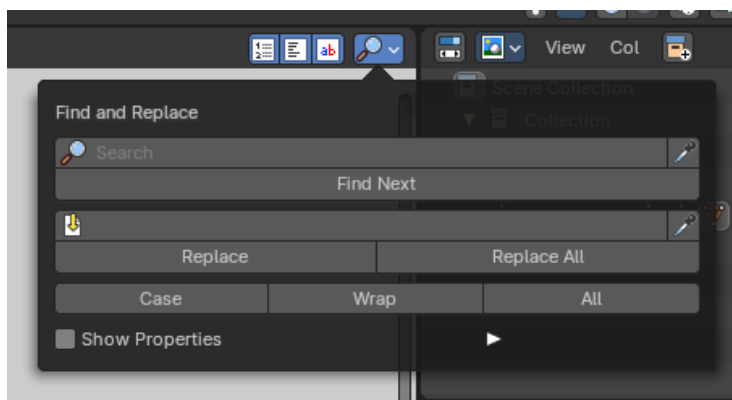 ab
View Col
Scene Collection
Collection
Find and Replace
Search
Find Next
Replace Replace All
Case Wrap All
Show Properties